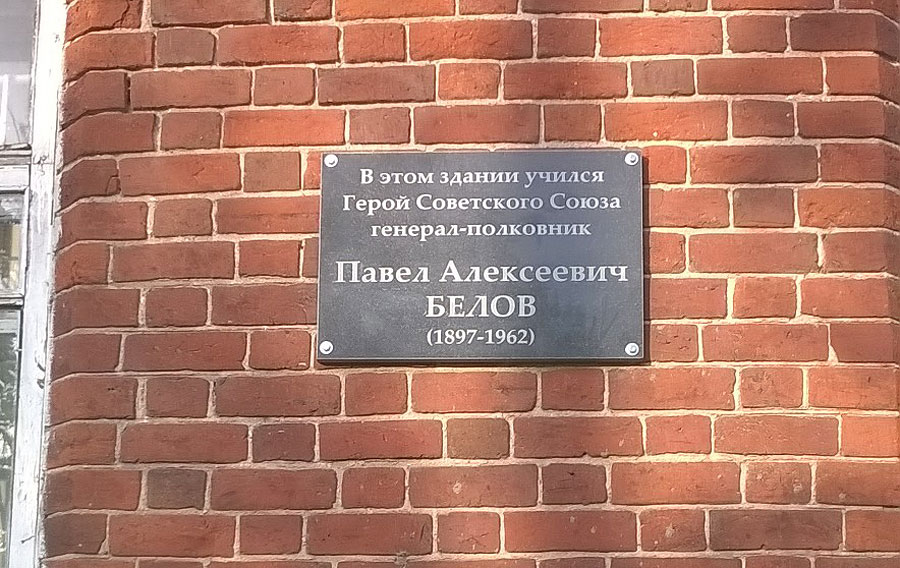 В этом здании учился
Герой Советского Союза
генерал-полковник
Павел Алексеевич
БЕЛОВ
(1897-1962)